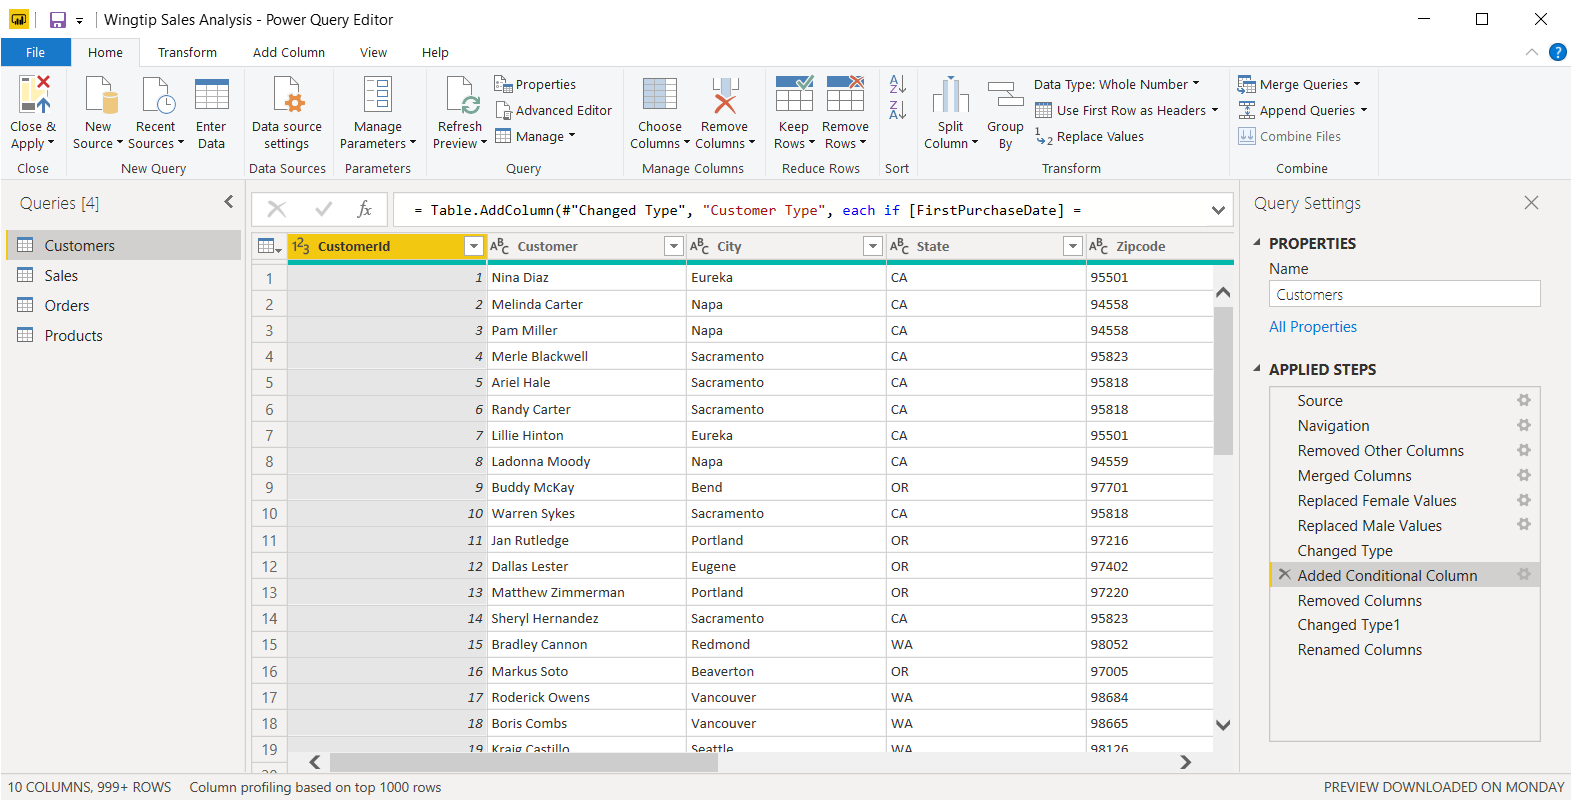 Wingtip Sales Analysis - Power Query Editor
File Home Transform Add Column View Help
Close & Apply
New Source
Recent Sources
Enter Data
Data source settings
Manage Parameters
Refresh Preview
Properties
Advanced Editor
Manage
Choose Columns
Remove Columns
Keep Rows
Remove Rows
Split Column
Group By
Data Type: Whole Number
Use First Row as Headers
Replace Values
Merge Queries
Append Queries
Combine Files
Close New Query Data Sources Parameters Query Manage Columns Reduce Rows Sort Transform Combine
Queries [4]
Customers
Sales
Orders
Products
fx = Table.AddColumn(#"Changed Type", "Customer Type", each if [FirstPurchaseDate] =
CustomerId Customer City State Zipcode
1 1 Nina Diaz Eureka CA 95501
2 2 Melinda Carter Napa CA 94558
3 3 Pam Miller Napa CA 94558
4 4 Merle Blackwell Sacramento CA 95823
5 5 Ariel Hale Sacramento CA 95818
6 6 Randy Carter Sacramento CA 95818
7 7 Lillie Hinton Eureka CA 95501
8 8 Ladonna Moody Napa CA 94559
9 9 Buddy McKay Bend OR 97701
10 10 Warren Sykes Sacramento CA 95818
11 11 Jan Rutledge Portland OR 97216
12 12 Dallas Lester Eugene OR 97402
13 13 Matthew Zimmerman Portland OR 97220
14 14 Sheryl Hernandez Sacramento CA 95823
15 15 Bradley Cannon Redmond WA 98052
16 16 Markus Soto Beaverton OR 97005
17 17 Roderick Owens Vancouver WA 98684
18 18 Boris Combs Vancouver WA 98665
19 19 Kraig Castillo Seattle WA 98126
Query Settings
PROPERTIES
Name
Customers
All Properties
APPLIED STEPS
Source
Navigation
Removed Other Columns
Merged Columns
Replaced Female Values
Replaced Male Values
Changed Type
Added Conditional Column
Removed Columns
Changed Type1
Renamed Columns
10 COLUMNS, 999+ ROWS Column profiling based on top 1000 rows PREVIEW DOWNLOADED ON MONDAY